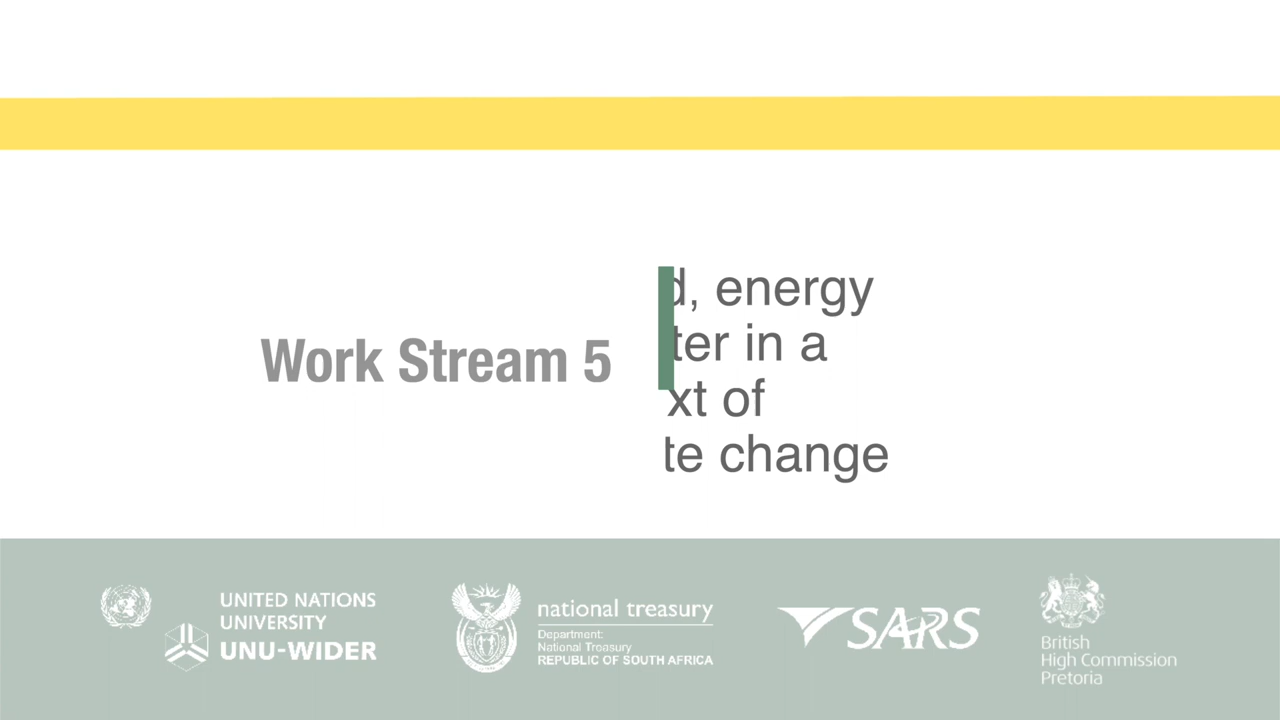 Work Stream 5
d, energy
ter in a
xt of
te change
UNITED NATIONS
UNIVERSITY
UNU-WIDER
national treasury
Department:
National Treasury
REPUBLIC OF SOUTH AFRICA
SARS
British
High Commission
Pretoria